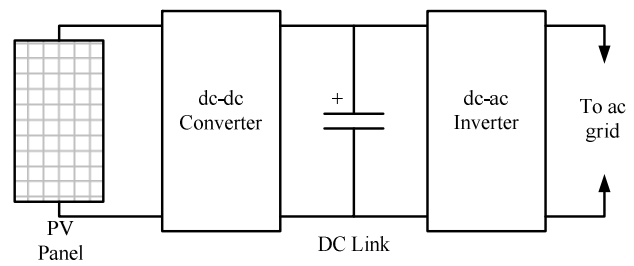 PV
Panel
dc-dc
Converter
+
DC Link
dc-ac
Inverter
To ac
grid